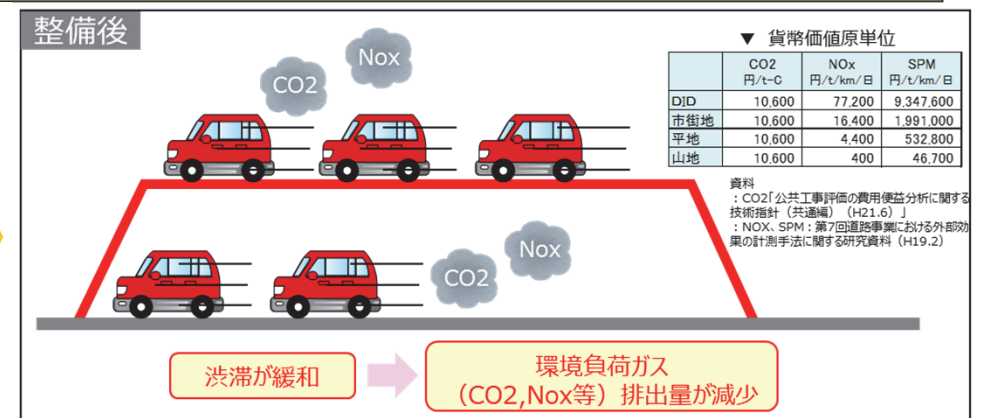 整備後
Nox
CO2
▼ 貨幣価値原単位
CO2 NOx SPM
円/t-C 円/t/km/日 円/t/km/日
DID 10,600 77,200 9,347,600
市街地 10,600 16,400 1,991,000
平地 10,600 4,400 532,800
山地 10,600 400 46,700
資料
：CO2「公共工事評価の費用便益分析に関する
技術指針（共通編）（H21.6）」
：NOX、SPM：第7回道路事業における外部効
果の計測手法に関する研究資料（H19.2）
Nox
CO2
渋滞が緩和
環境負荷ガス
（CO2,Nox等）排出量が減少